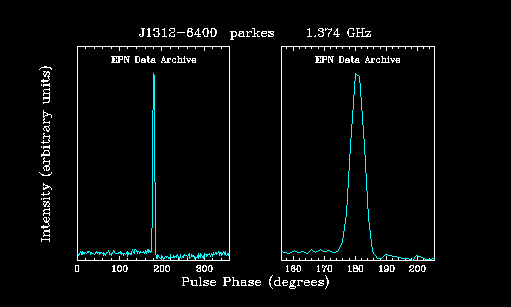 J1312-6400 parkes 1.374 GHz
EPN Data Archive
EPN Data Archive
Intensity (arbitrary units)
0 100 200 300
160 170 180 190 200
Pulse Phase (degrees)